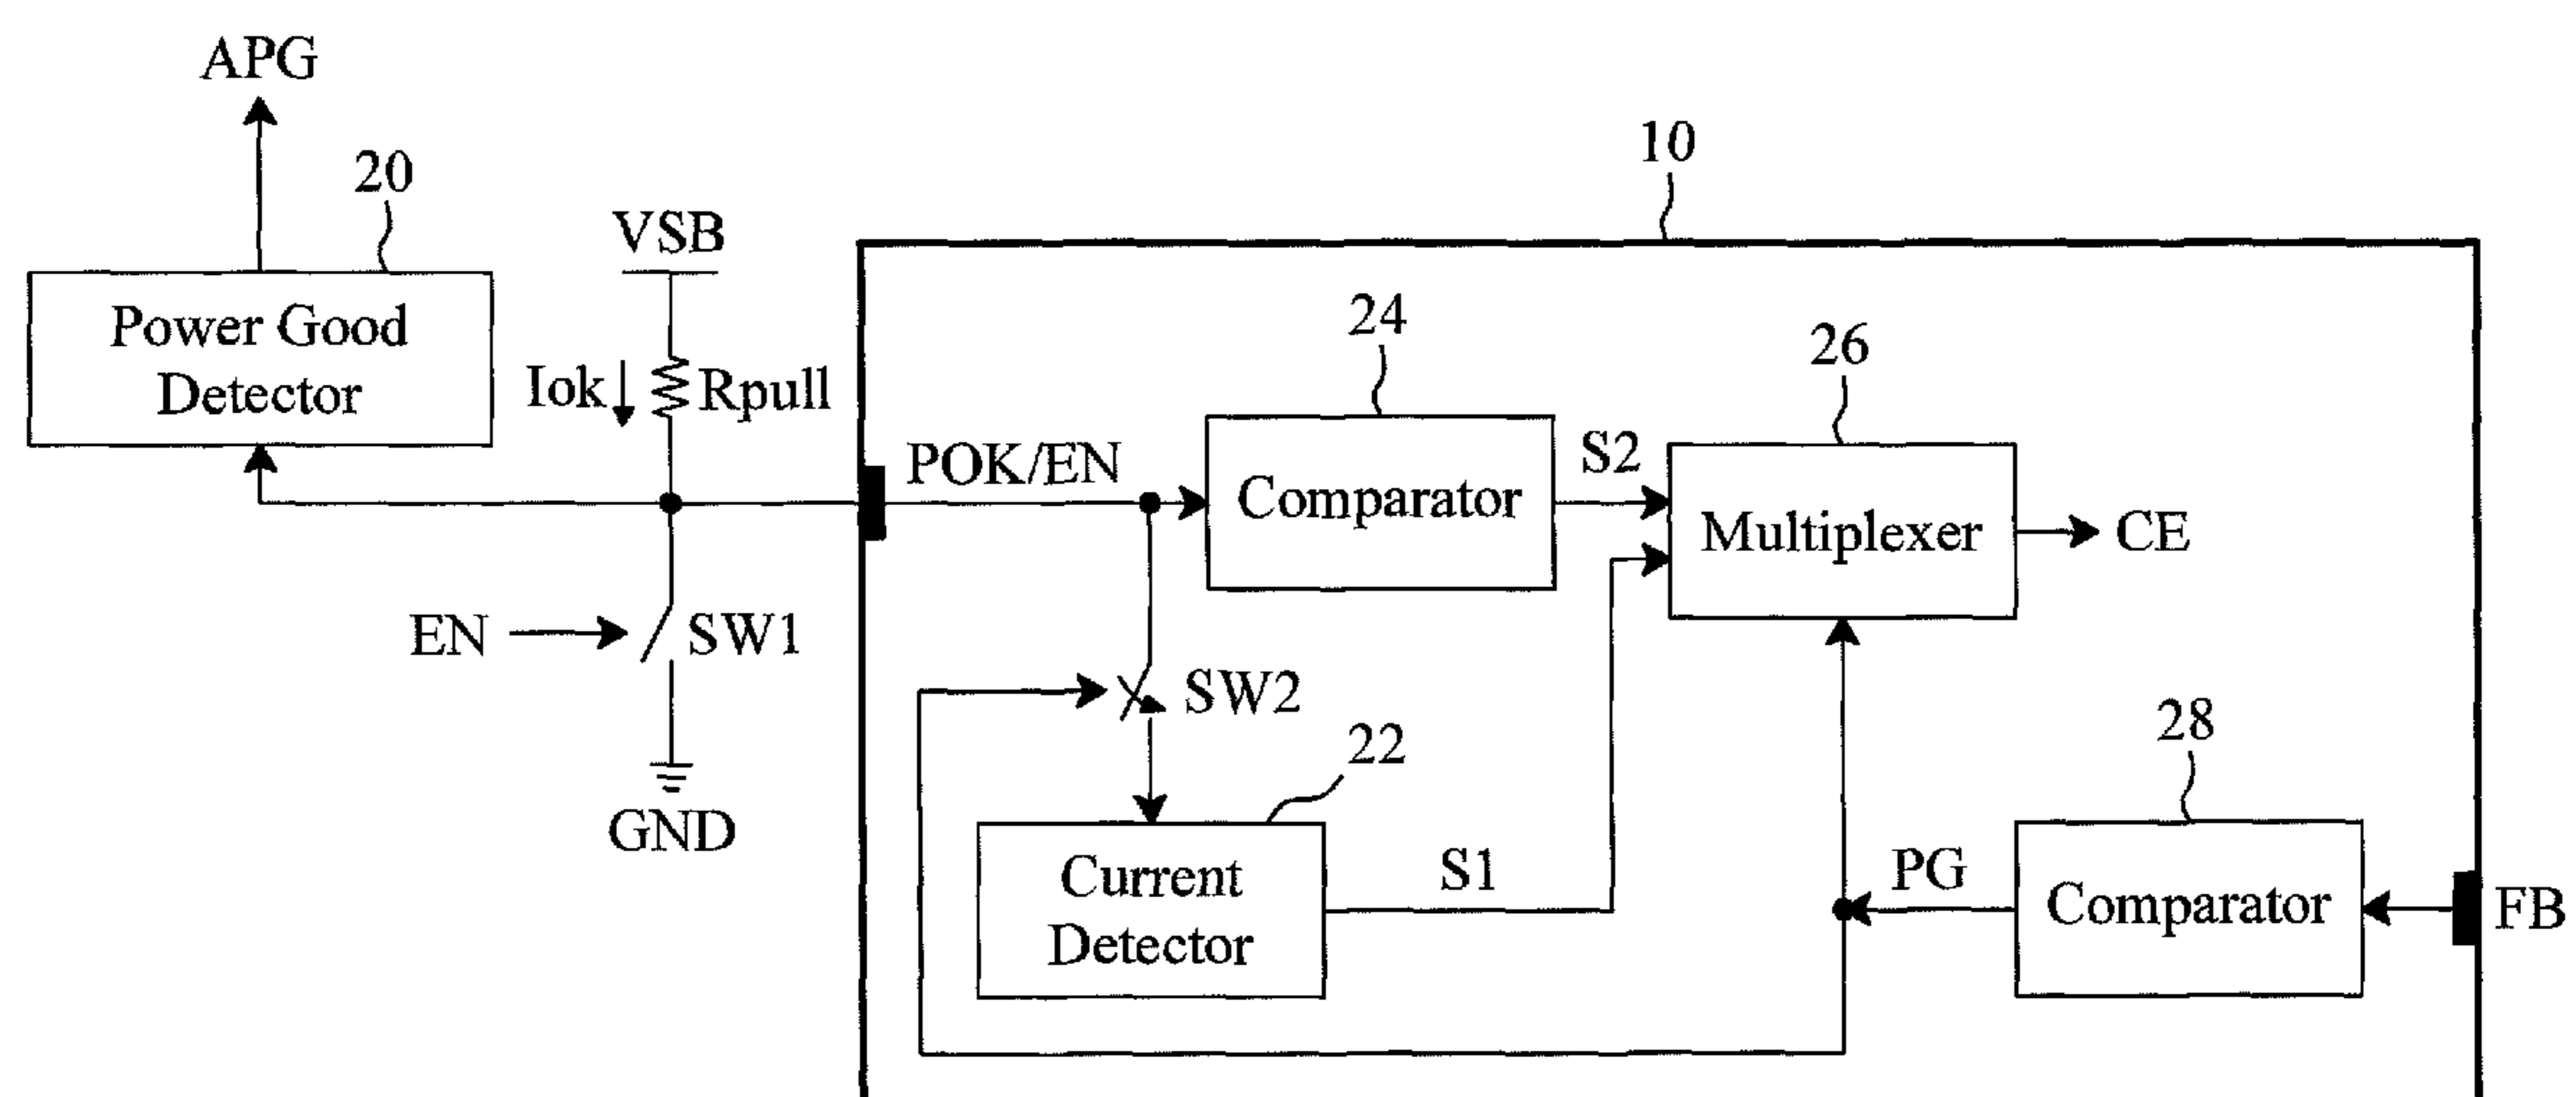 APG
20
Power Good
Detector
VSB
Iok
Rpull
EN
SW1
GND
10
POK/EN
24
Comparator
S2
26
Multiplexer
CE
SW2
22
Current
Detector
S1
PG
28
Comparator
FB